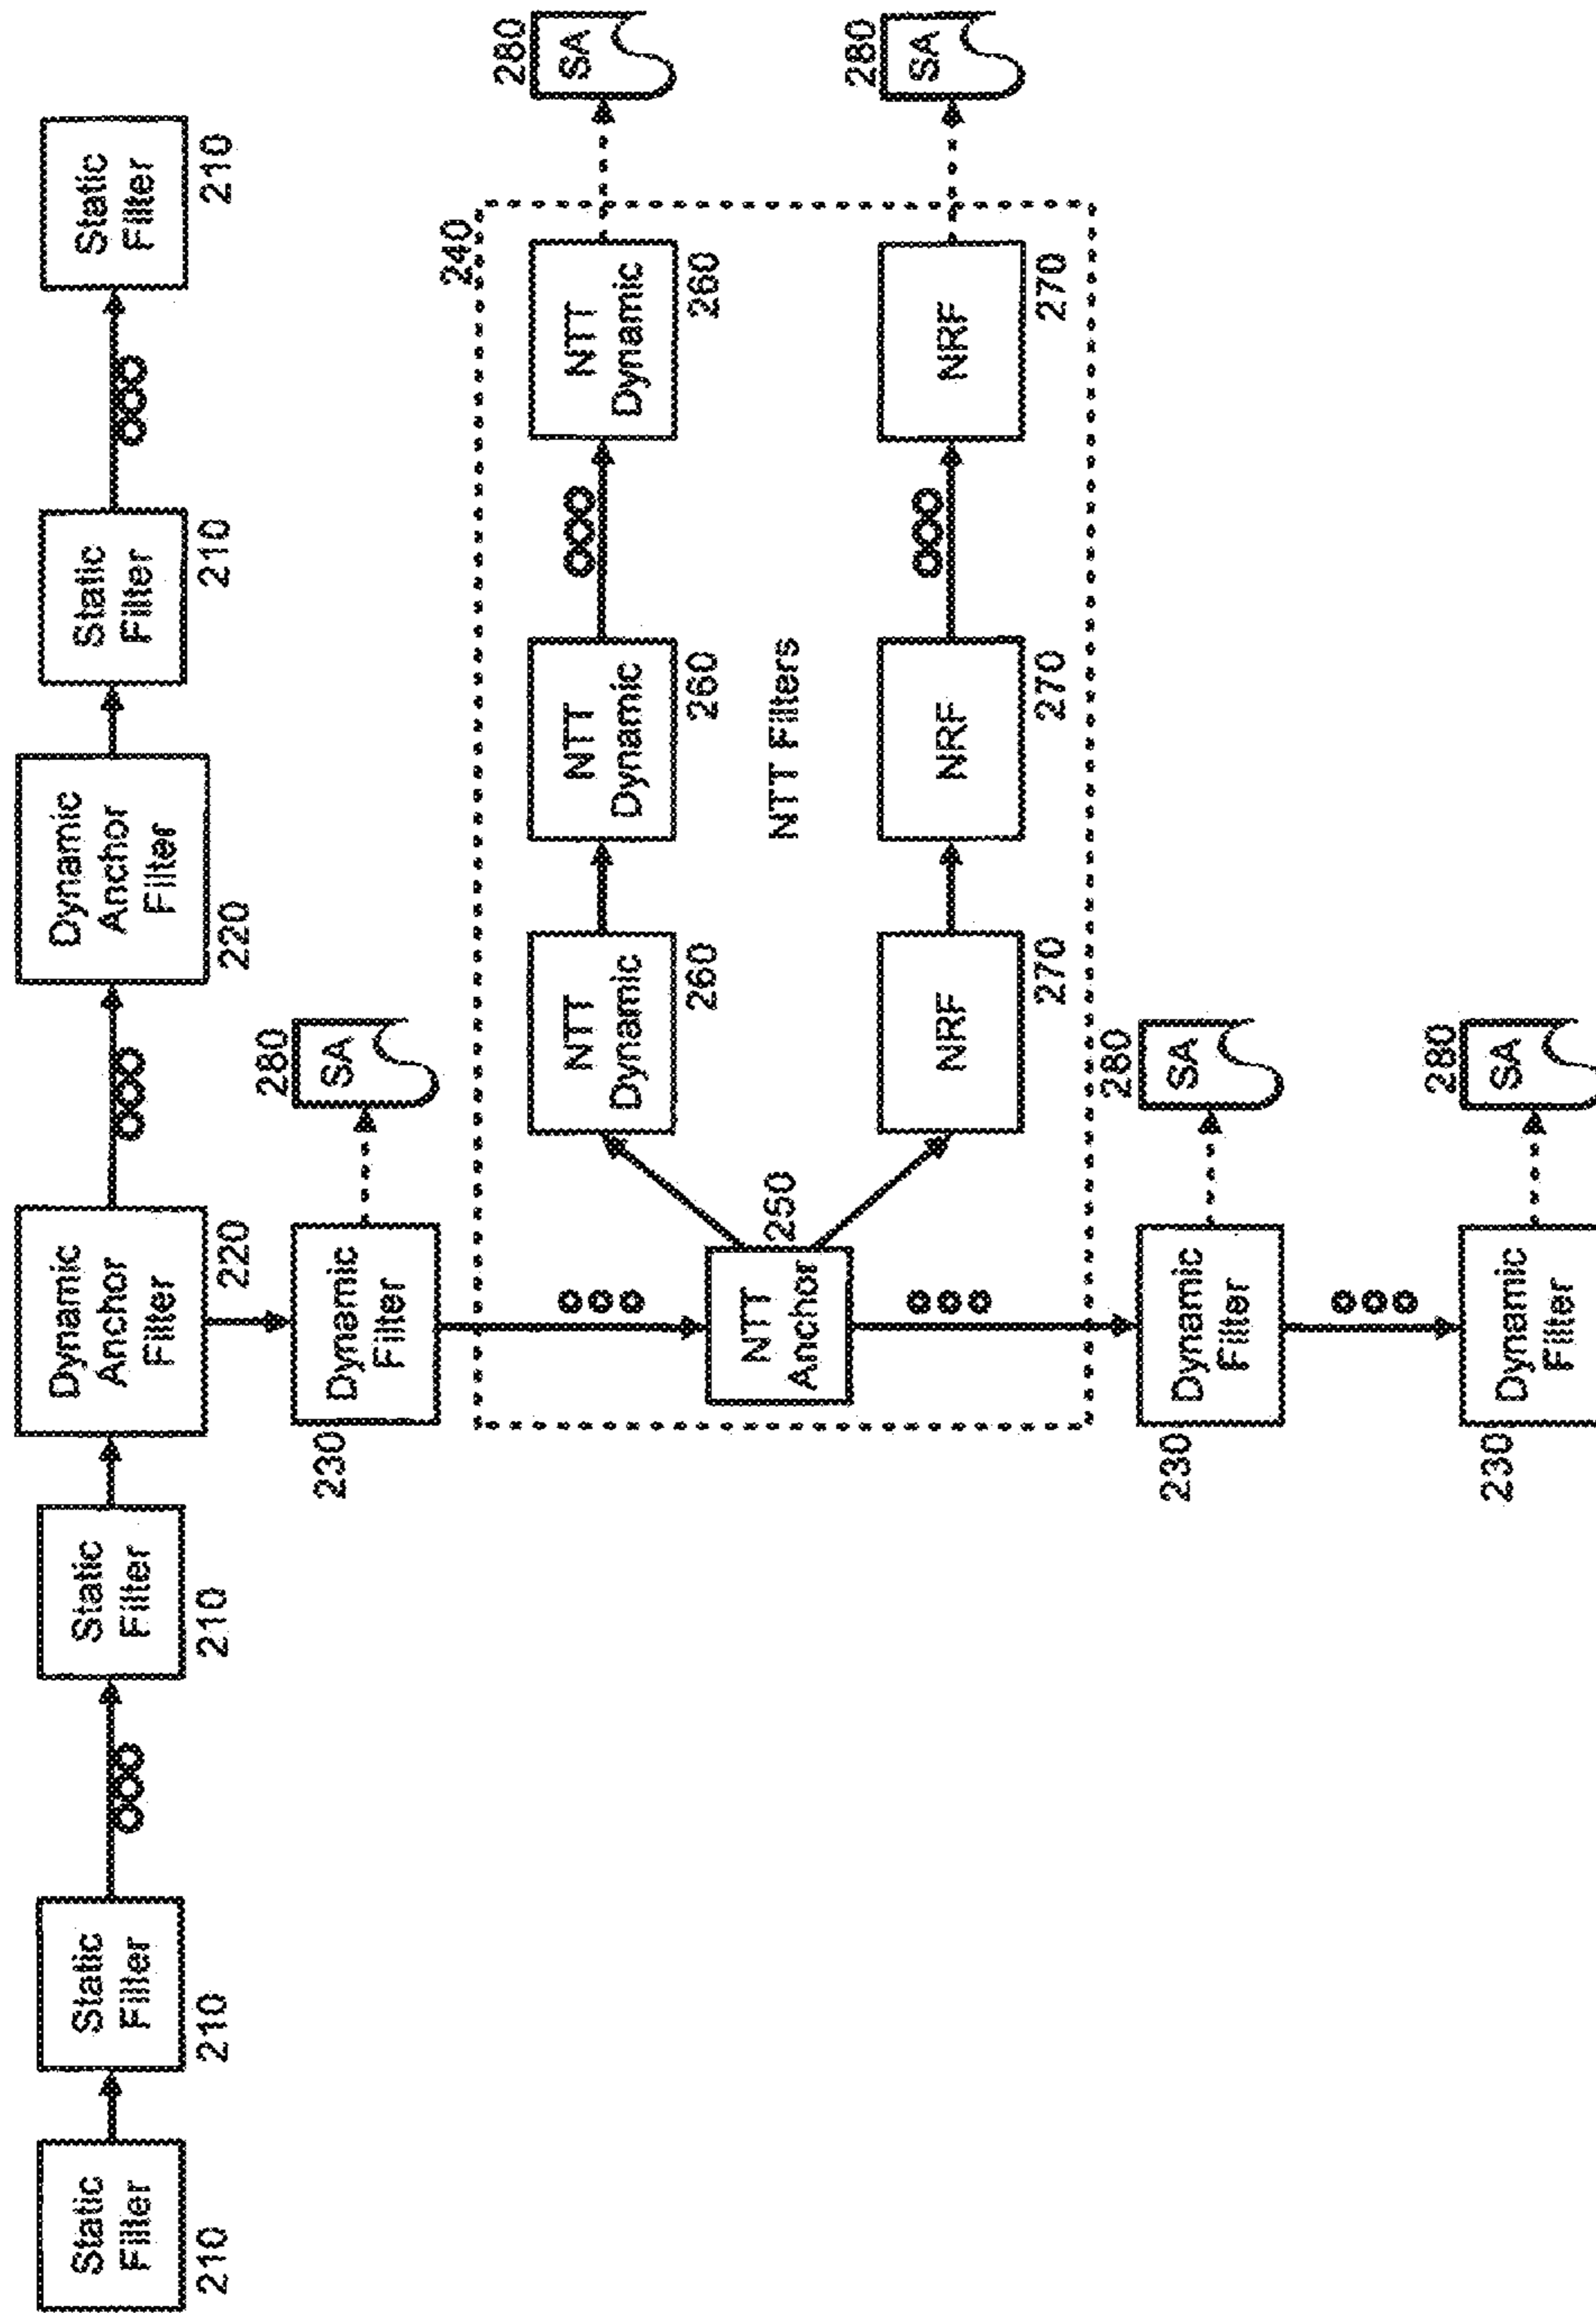 Static
Filter
210
Static
Filter
210
Static
Filter
210
Dynamic
Anchor
Filter
220
Dynamic
Anchor
Filter
220
Static
Filter
210
Static
Filter
210
230
Dynamic
Filter
280
SA
240
NTT
Dynamic
260
NTT
Dynamic
260
NTT
Dynamic
260
280
SA
NTT
Anchor
250
NTT Filters
NRF
270
NRF
270
NRF
270
280
SA
230
Dynamic
Filter
280
SA
230
Dynamic
Filter
280
SA